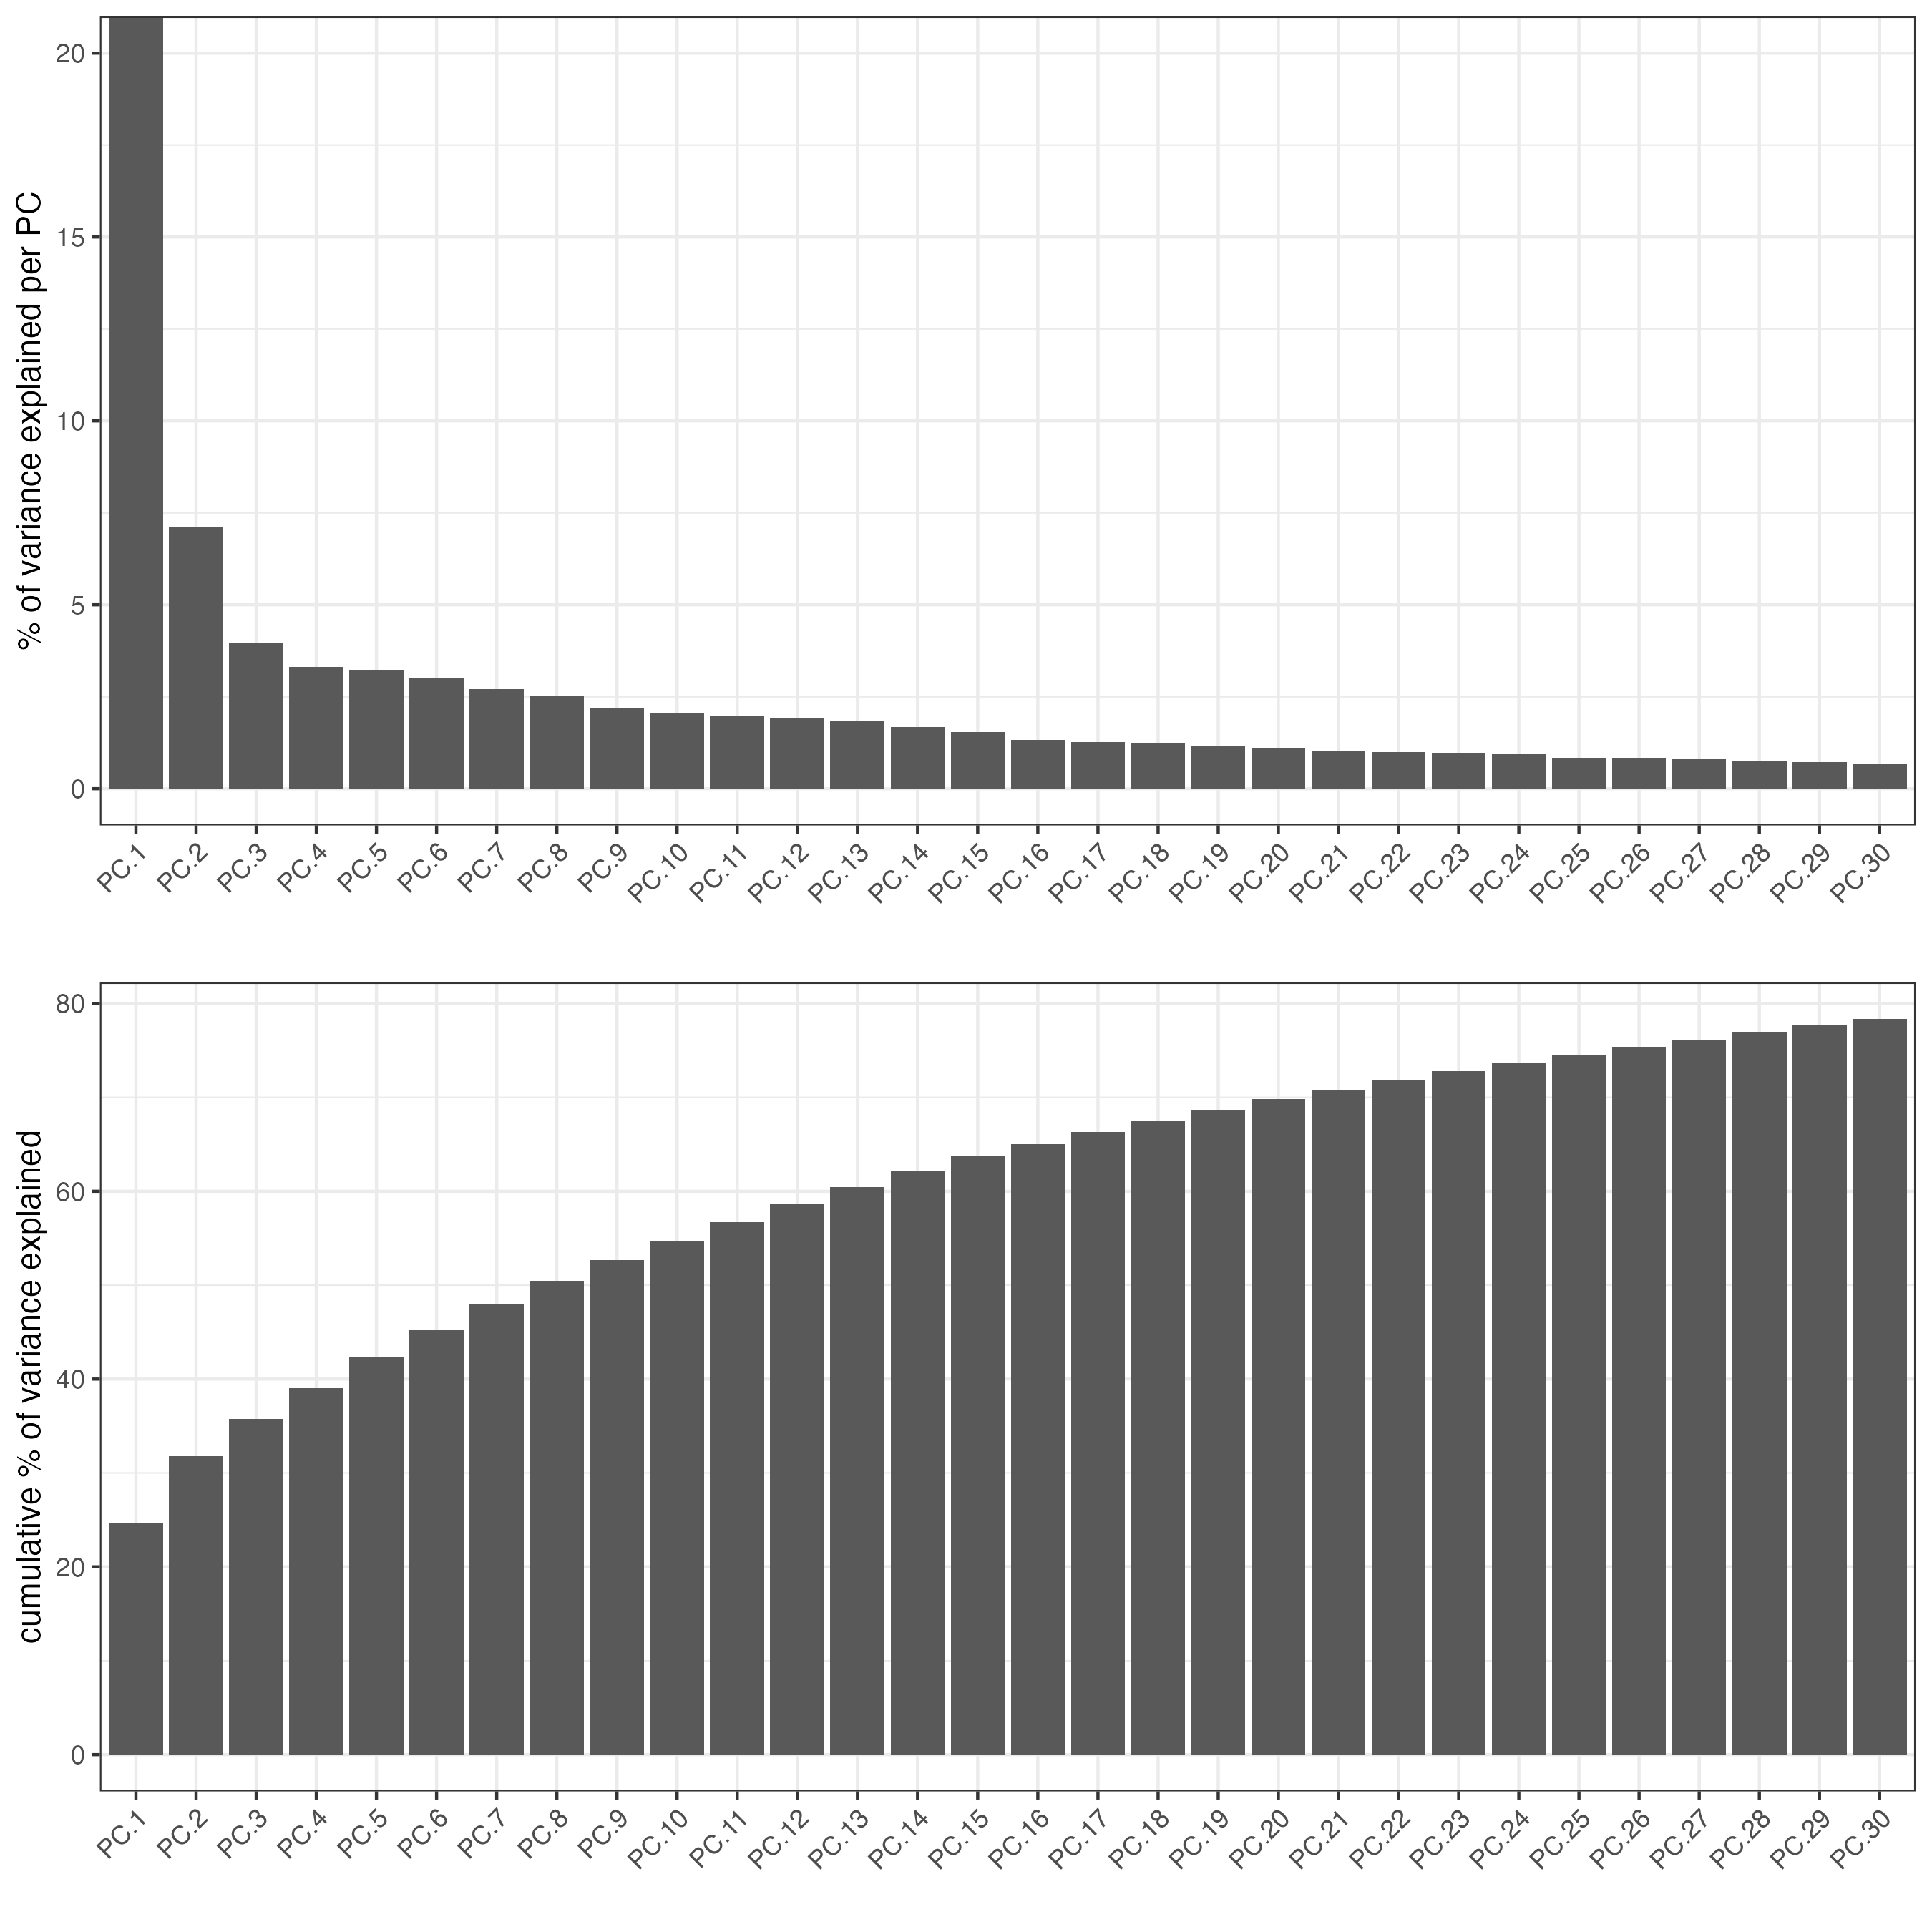 % of variance explained per PC
20
15
10
5
0
PC.1 PC.2 PC.3 PC.4 PC.5 PC.6 PC.7 PC.8 PC.9 PC.10 PC.11 PC.12 PC.13 PC.14 PC.15 PC.16 PC.17 PC.18 PC.19 PC.20 PC.21 PC.22 PC.23 PC.24 PC.25 PC.26 PC.27 PC.28 PC.29 PC.30
cumulative % of variance explained
80
60
40
20
0
PC.1 PC.2 PC.3 PC.4 PC.5 PC.6 PC.7 PC.8 PC.9 PC.10 PC.11 PC.12 PC.13 PC.14 PC.15 PC.16 PC.17 PC.18 PC.19 PC.20 PC.21 PC.22 PC.23 PC.24 PC.25 PC.26 PC.27 PC.28 PC.29 PC.30